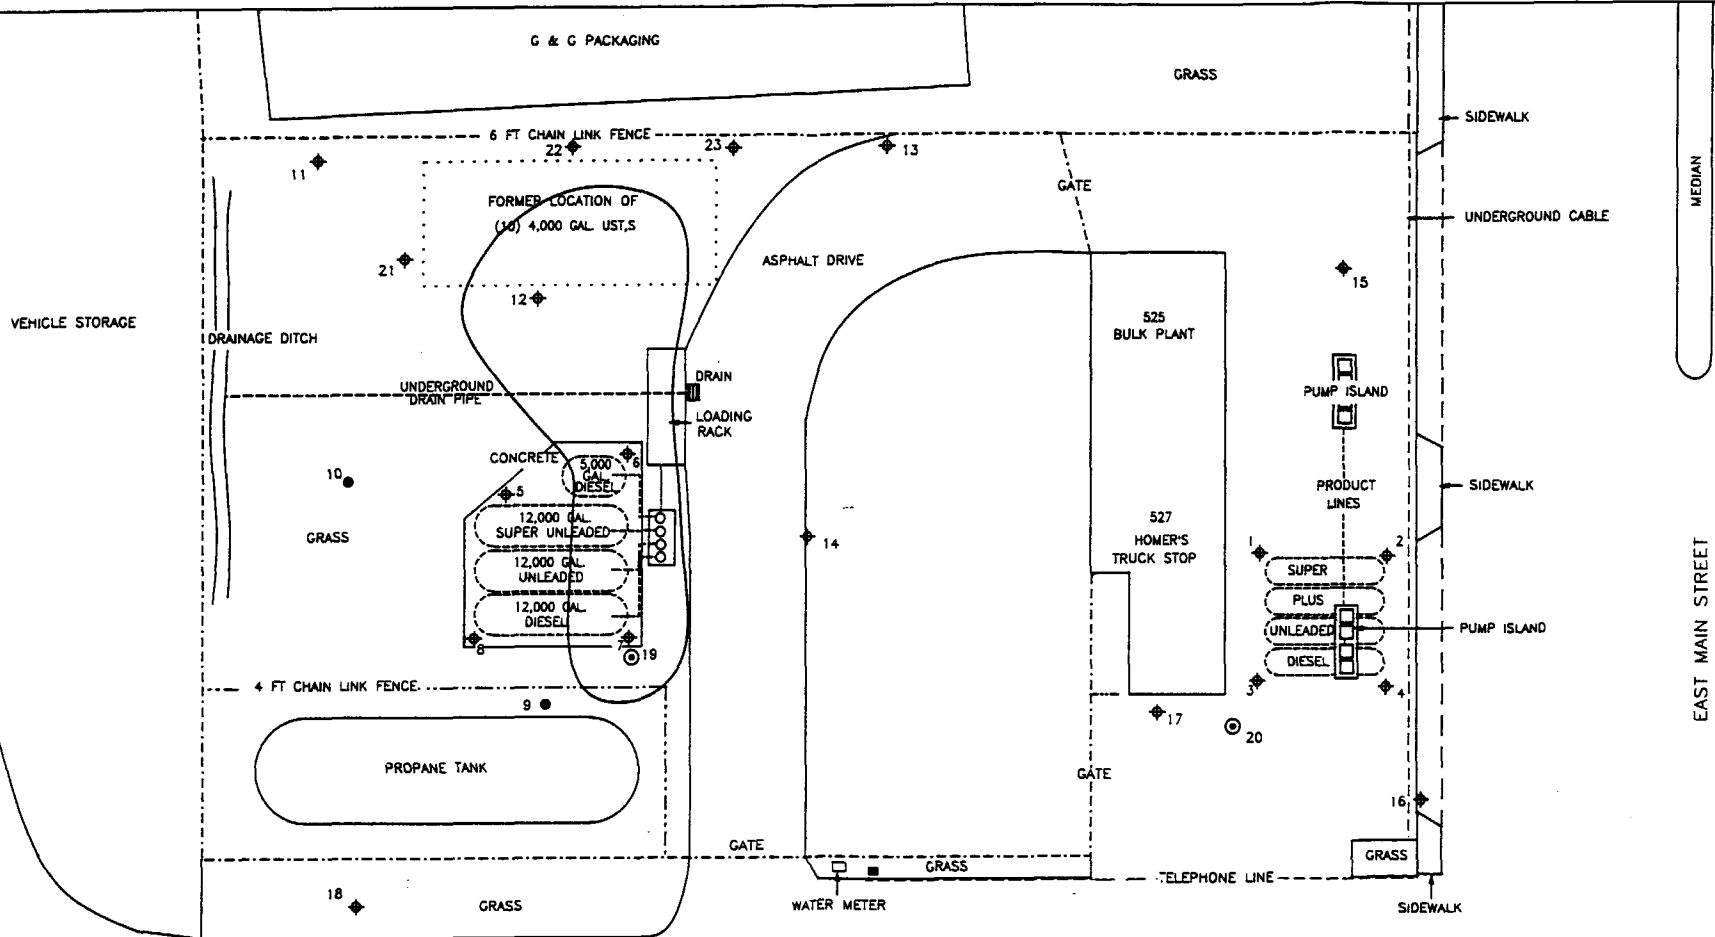 G & G PACKAGING
GRASS
SIDEWALK
6 FT CHAIN LINK FENCE
22
23
13
11
MEDIAN
GATE
FORMER LOCATION OF
(10) 4,000 GAL. UST,S
UNDERGROUND CABLE
21
ASPHALT DRIVE
15
12
VEHICLE STORAGE
DRAINAGE DITCH
525
BULK PLANT
DRAIN
UNDERGROUND
DRAIN PIPE
PUMP ISLAND
LOADING
RACK
CONCRETE
6
5,000
GAL.
DIESEL
10
5
PRODUCT
LINES
SIDEWALK
12,000 GAL.
SUPER UNLEADED
527
HOMER'S
TRUCK STOP
GRASS
14
1
2
12,000 GAL.
UNLEADED
SUPER
PLUS
12,000 GAL.
DIESEL
UNLEADED
PUMP ISLAND
EAST MAIN STREET
8
7
19
DIESEL
3
4
4 FT CHAIN LINK FENCE
9
17
20
PROPANE TANK
GATE
16
GATE
GRASS
GRASS
TELEPHONE LINE
18
GRASS
WATER METER
SIDEWALK